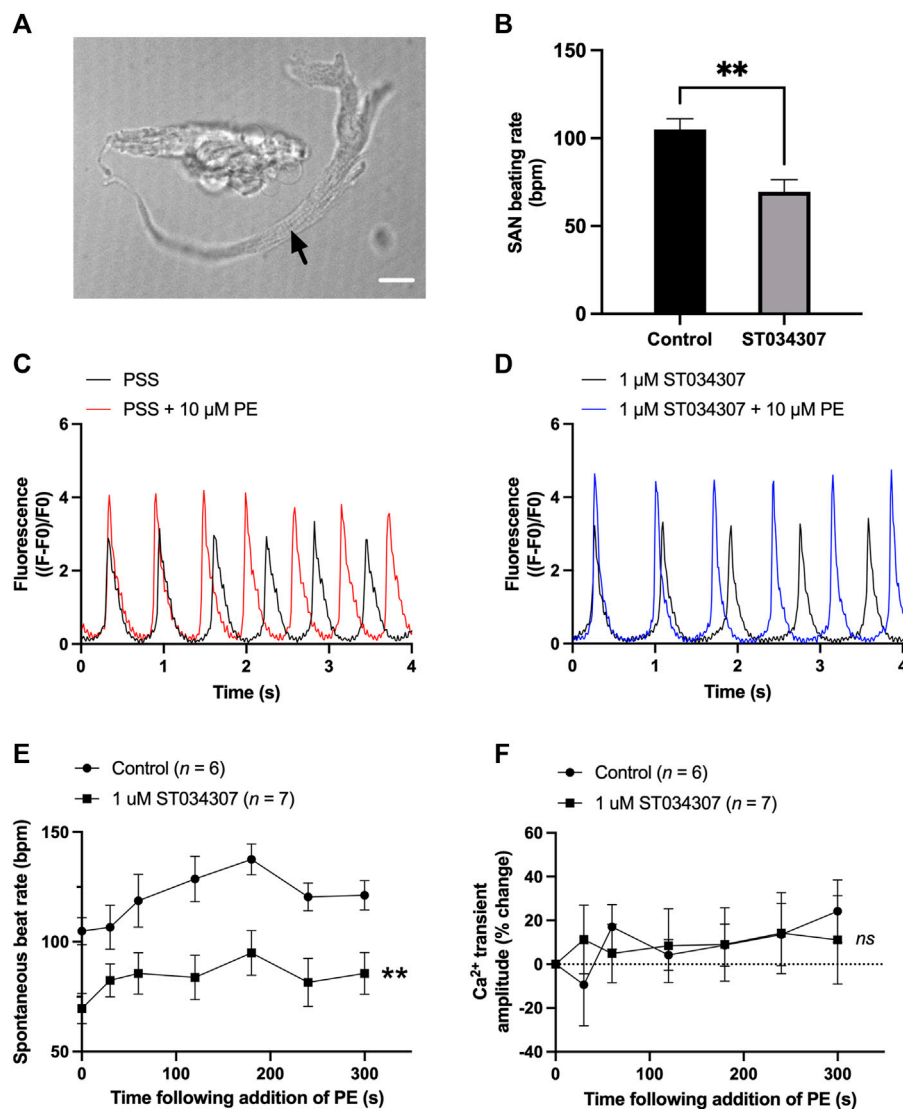 A
B
SAN beating rate
(bpm)
150
100
50
0
**
Control
ST034307
C
PSS
PSS + 10 µM PE
Fluorescence
((F-F0)/F0)
6
4
2
0
0
1
2
3
4
Time (s)
D
1 µM ST034307
1 µM ST034307 + 10 µM PE
Fluorescence
((F-F0)/F0)
6
4
2
0
0
1
2
3
4
Time (s)
E
Control (n = 6)
1 uM ST034307 (n = 7)
Spontaneous beat rate (bpm)
150
100
50
**
0
100
200
300
Time following addition of PE (s)
F
Control (n = 6)
1 uM ST034307 (n = 7)
Ca²⁺ transient
amplitude (% change)
60
40
20
0
-20
-40
ns
0
100
200
300
Time following addition of PE (s)